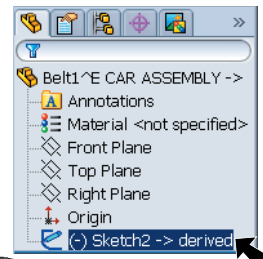 »
Belt1^E CAR ASSEMBLY ->
A Annotations
Material <not specified>
Front Plane
Top Plane
Right Plane
Origin
(-) Sketch2 -> derived